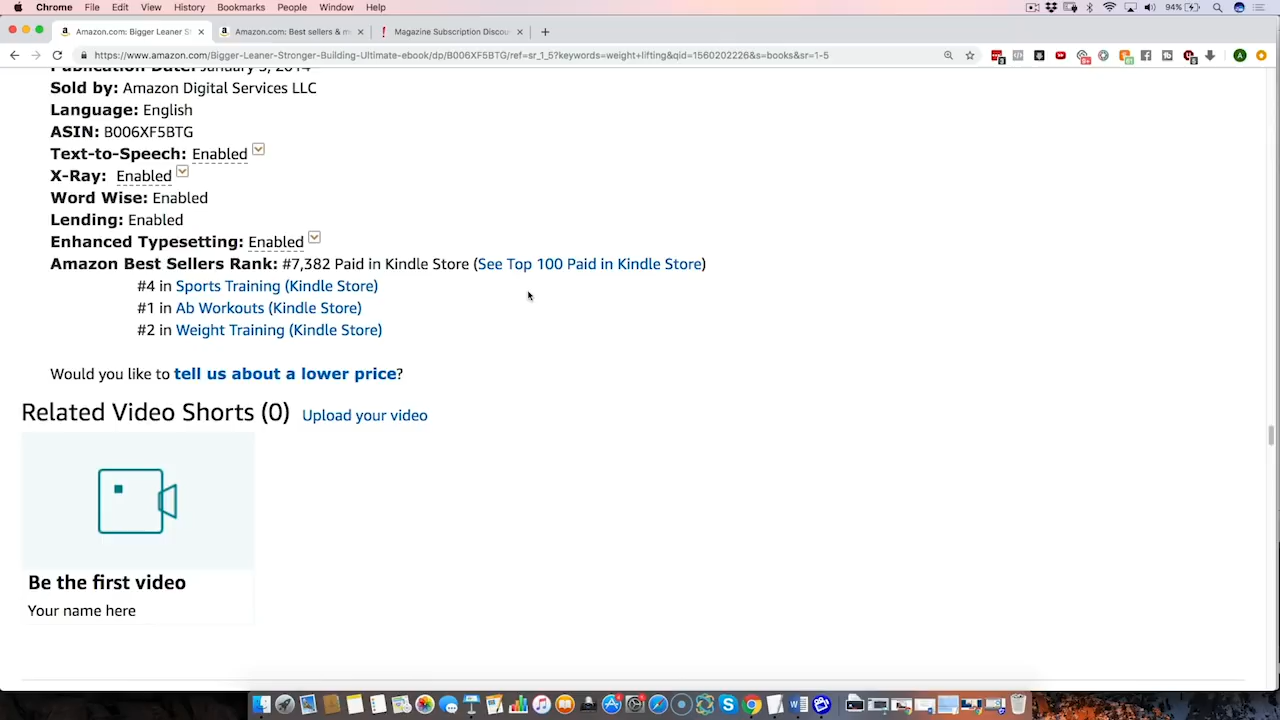 Chrome File Edit View History Bookmarks People Window Help 94%
Amazon.com: Bigger Leaner St Amazon.com: Best sellers & m Magazine Subscription Discou
https://www.amazon.com/Bigger-Leaner-Stronger-Building-Ultimate-ebook/dp/B006XF5BTG/ref=sr_1_5?keywords=weight+lifting&qid=1560202226&s=books&sr=1-5
Publication Date: January 5, 2014
Sold by: Amazon Digital Services LLC
Language: English
ASIN: B006XF5BTG
Text-to-Speech: Enabled
X-Ray: Enabled
Word Wise: Enabled
Lending: Enabled
Enhanced Typesetting: Enabled
Amazon Best Sellers Rank: #7,382 Paid in Kindle Store (See Top 100 Paid in Kindle Store)
#4 in Sports Training (Kindle Store)
#1 in Ab Workouts (Kindle Store)
#2 in Weight Training (Kindle Store)
Would you like to tell us about a lower price?
Related Video Shorts (0) Upload your video
Be the first video
Your name here